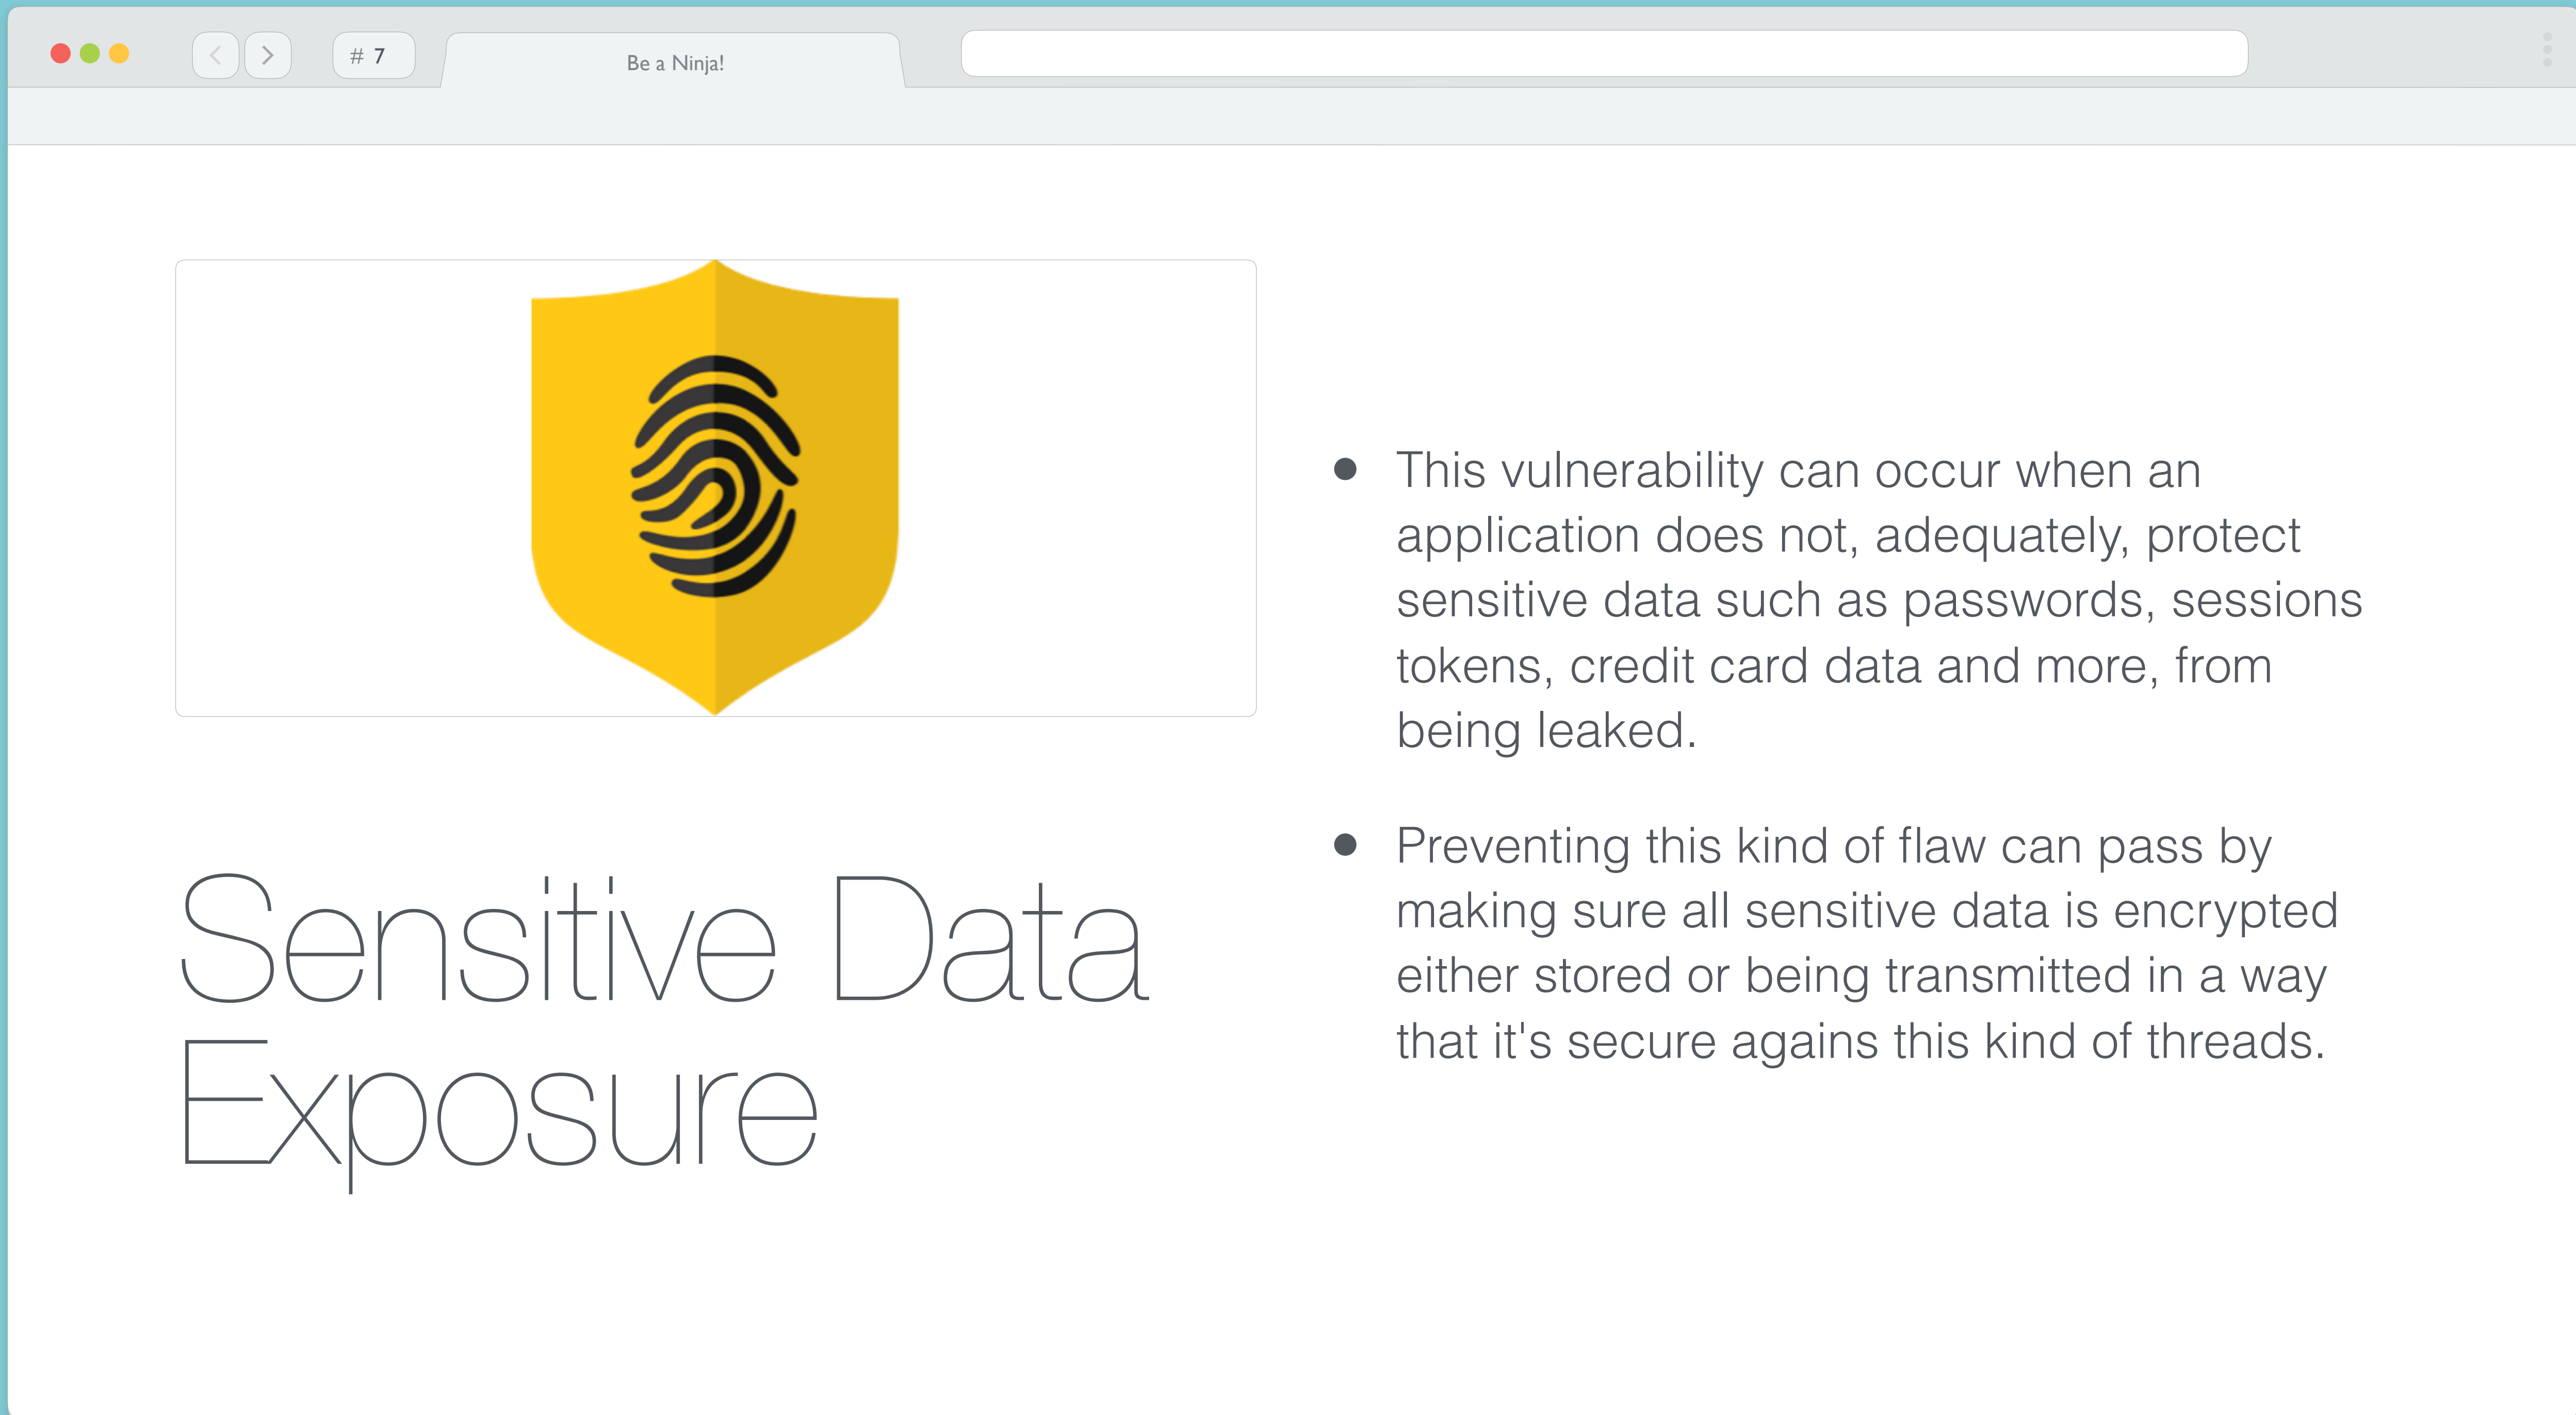 # 7
Be a Ninja!
Sensitive Data
Exposure
● This vulnerability can occur when an
application does not, adequately, protect
sensitive data such as passwords, sessions
tokens, credit card data and more, from
being leaked.
● Preventing this kind of flaw can pass by
making sure all sensitive data is encrypted
either stored or being transmitted in a way
that it's secure agains this kind of threads.